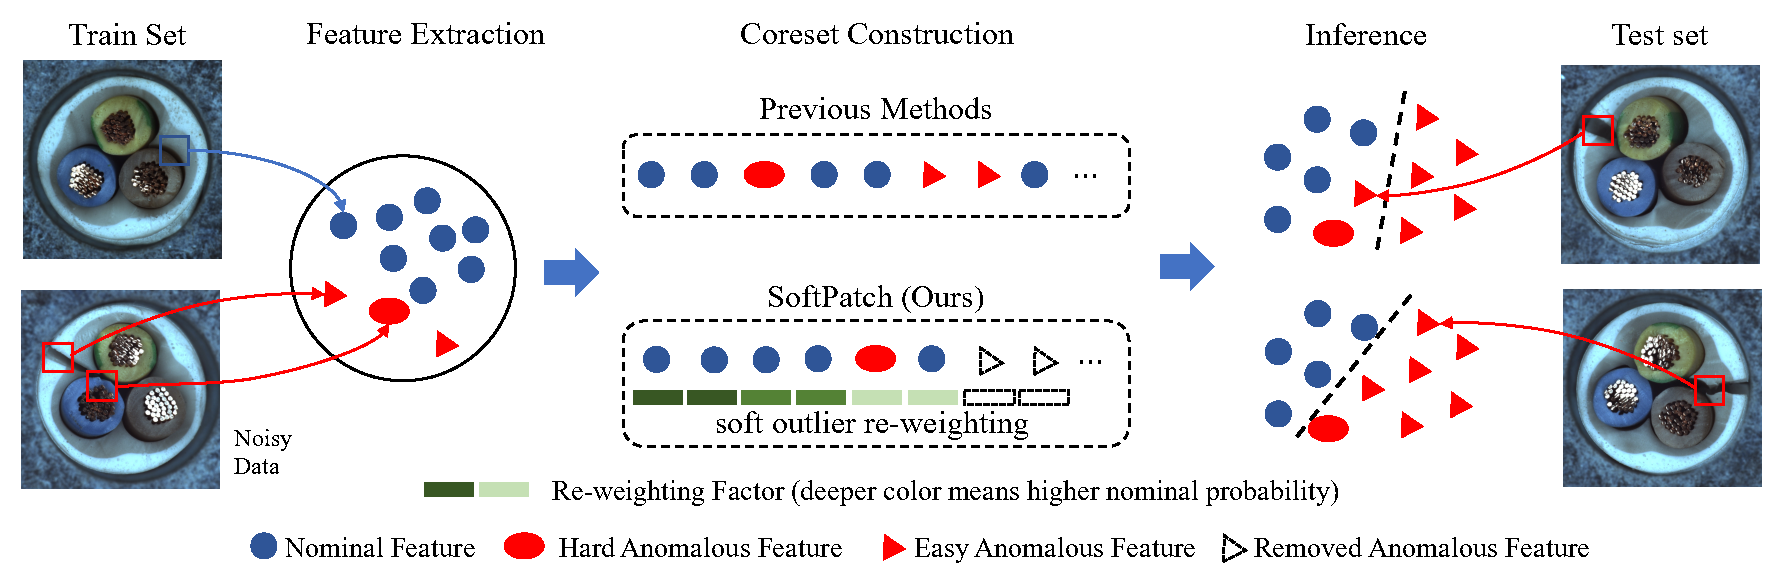 Train Set
Feature Extraction
Coreset Construction
Inference
Test set
Previous Methods
...
SoftPatch (Ours)
...
soft outlier re-weighting
Noisy
Data
Re-weighting Factor (deeper color means higher nominal probability)
Nominal Feature
Hard Anomalous Feature
Easy Anomalous Feature
Removed Anomalous Feature